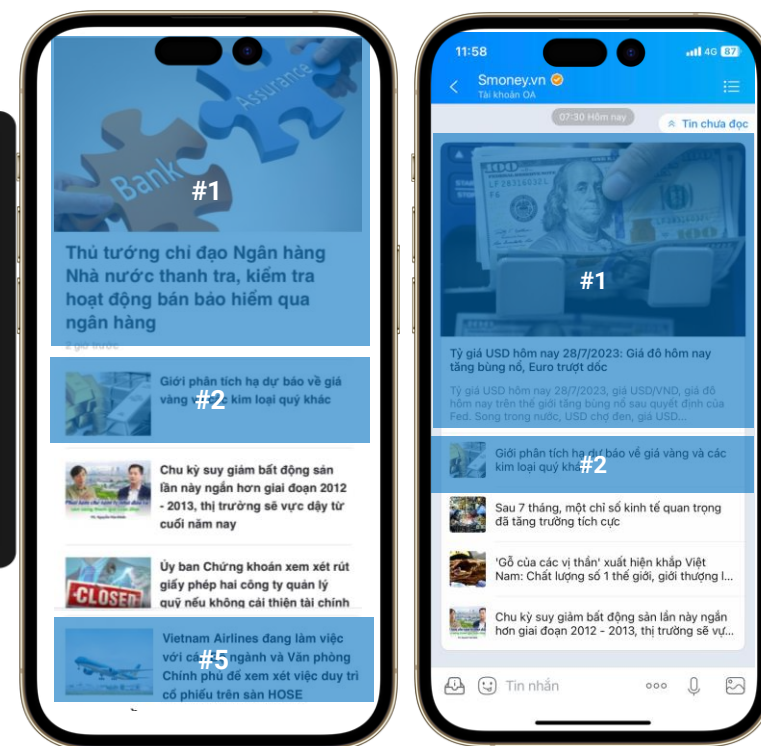 Assurance
Bank
#1
Thủ tướng chỉ đạo Ngân hàng
Nhà nước thanh tra, kiểm tra
hoạt động bán bảo hiểm qua
ngân hàng
2 giờ trước
Giới phân tích hạ dự báo về giá
vàng và các kim loại quý khác
#2
Chu kỳ suy giảm bất động sản
lần này ngắn hơn giai đoạn 2012
- 2013, thị trường sẽ vực dậy từ
cuối năm nay
Ủy ban Chứng khoán xem xét rút
giấy phép hai công ty quản lý
quỹ nếu không cải thiện tài chính
CLOSED
Vietnam Airlines đang làm việc
với các ngành và Văn phòng
#5
Chính phủ để xem xét việc duy trì
cổ phiếu trên sàn HOSE
11:58
4G 87
Smoney.vn
Tài khoản OA
07:30 Hôm nay
Tin chưa đọc
100
LF 28316032 L
F6
100
#1
Tỷ giá USD hôm nay 28/7/2023: Giá đô hôm nay
tăng bùng nổ, Euro trượt dốc
Tỷ giá USD hôm nay 28/7/2023, giá USD/VND, giá đô
hôm nay trên thế giới tăng bùng nổ sau quyết định của
Fed. Song trong nước, USD chợ đen, giá USD...
Giới phân tích hạ dự báo về giá vàng và các
kim loại quý khác
#2
Sau 7 tháng, một chỉ số kinh tế quan trọng
đã tăng trưởng tích cực
'Gỗ của các vị thần' xuất hiện khắp Việt
Nam: Chất lượng số 1 thế giới, giới thượng l...
Chu kỳ suy giảm bất động sản lần này ngắn
hơn giai đoạn 2012 - 2013, thị trường sẽ vự...
Tin nhắn